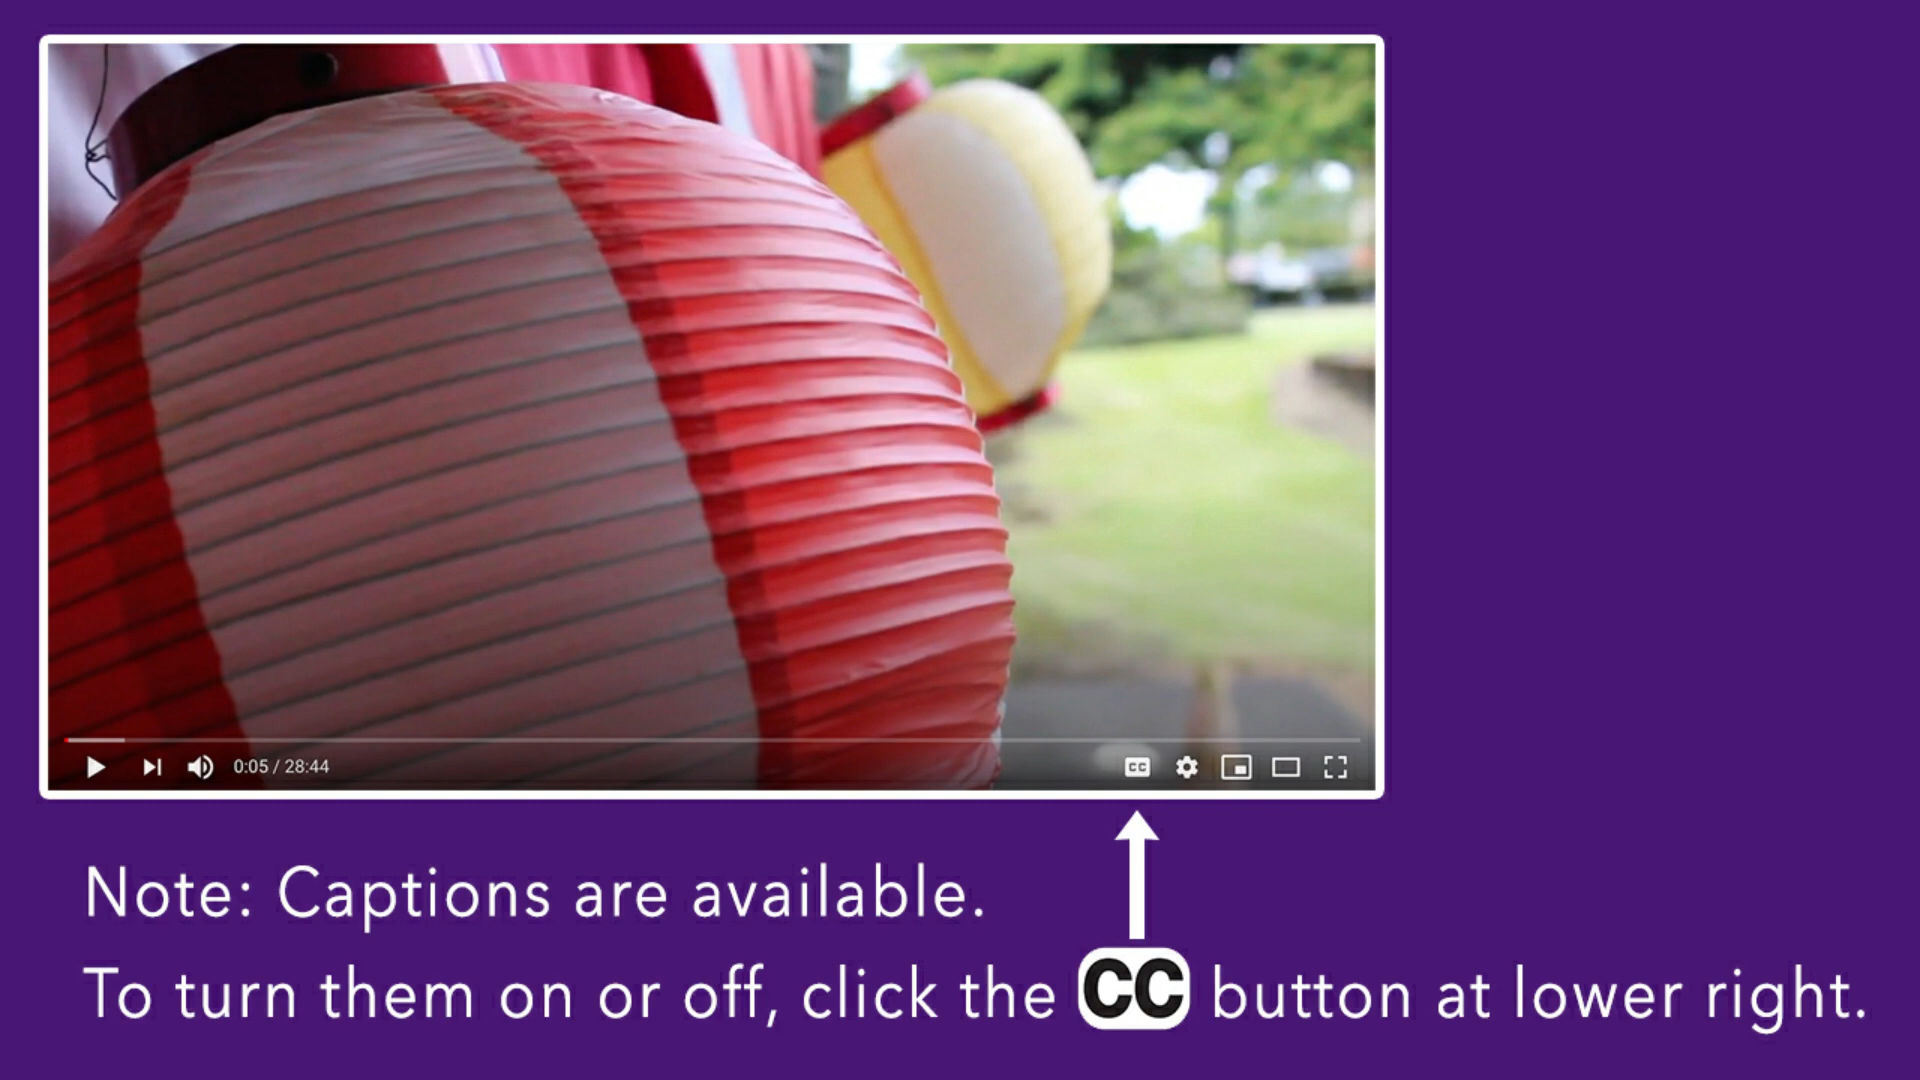 CC
0:05 / 28:44
Note: Captions are available.
To turn them on or off, click the CC button at lower right.